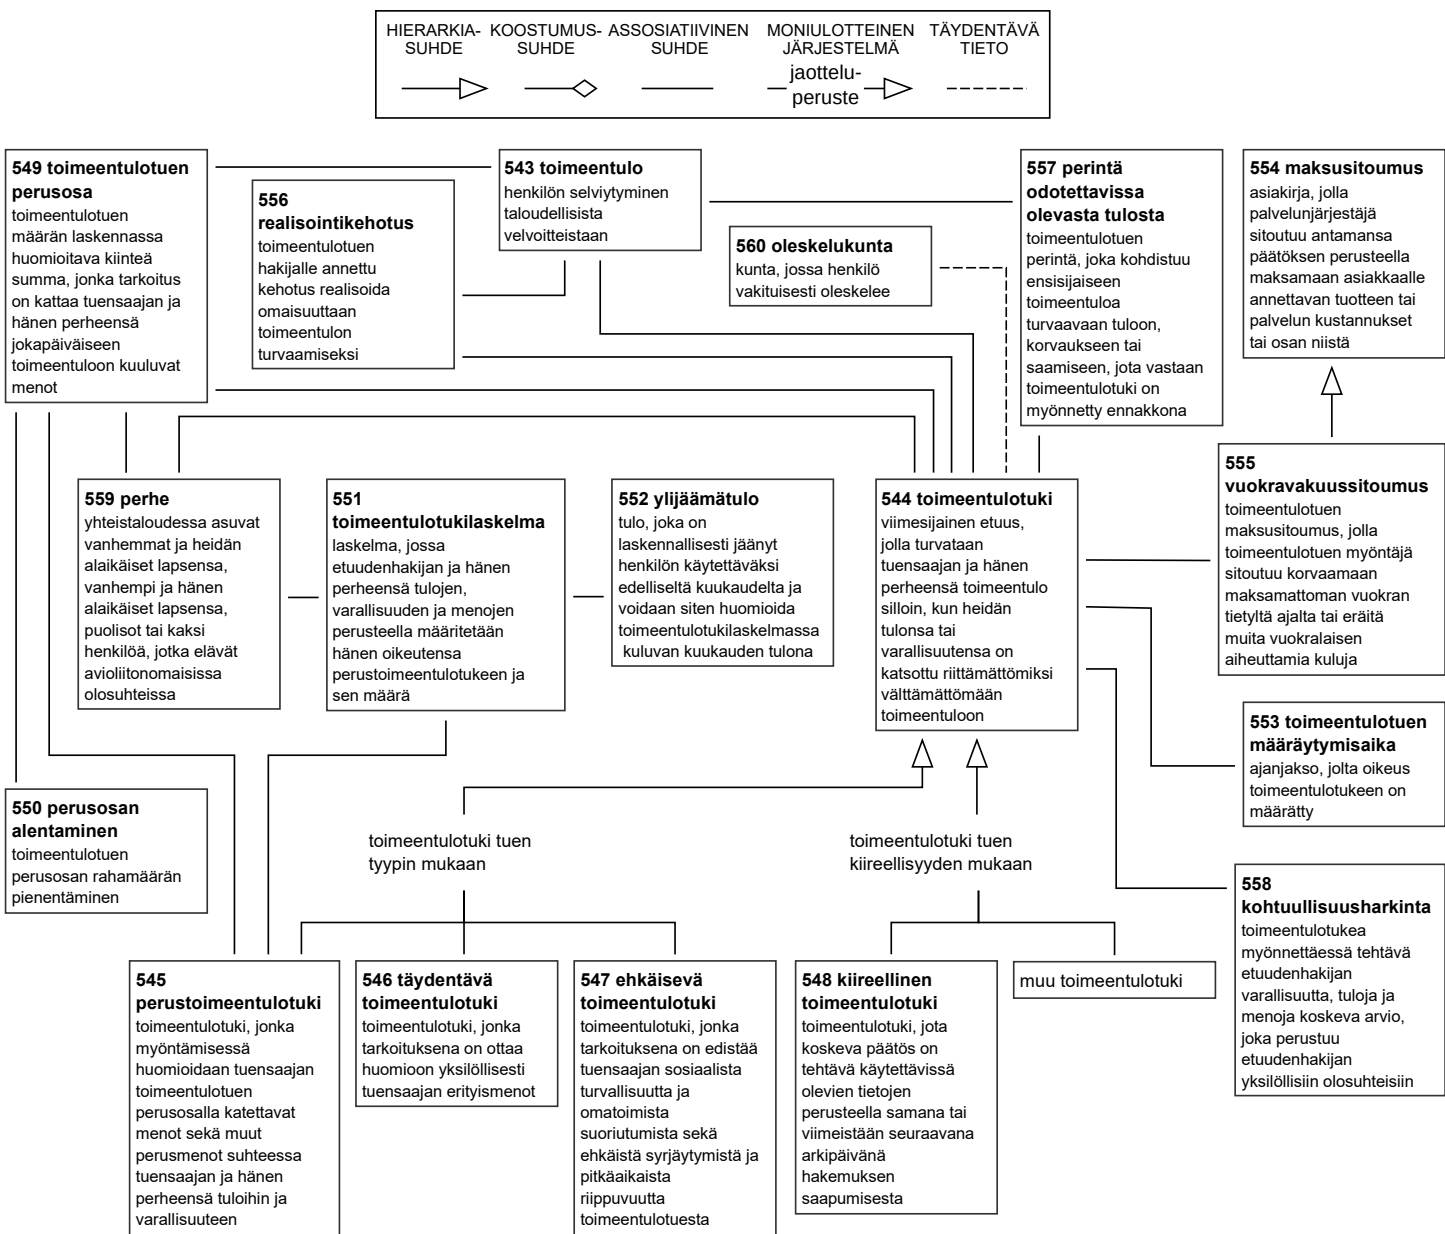 HIERARKIA-
SUHDE
KOOSTUMUS-
SUHDE
ASSOSIATIIVINEN
SUHDE
MONIULOTTEINEN
JÄRJESTELMÄ
jaottelu-
peruste
TÄYDENTÄVÄ
TIETO
549 toimeentulotuen
perusosa
toimeentulotuen
määrän laskennassa
huomioitava kiinteä
summa, jonka tarkoitus
on kattaa tuensaajan ja
hänen perheensä
jokapäiväiseen
toimeentuloon kuuluvat
menot
556
realisointikehotus
toimeentulotuen
hakijalle annettu
kehotus realisoida
omaisuuttaan
toimeentulon
turvaamiseksi
543 toimeentulo
henkilön selviytyminen
taloudellisista
velvoitteistaan
560 oleskelukunta
kunta, jossa henkilö
vakituisesti oleskelee
557 perintä
odotettavissa
olevasta tulosta
toimeentulotuen
perintä, joka kohdistuu
ensisijaiseen
toimeentuloa
turvaavaan tuloon,
korvaukseen tai
saamiseen, jota vastaan
toimeentulotuki on
myönnetty ennakkona
554 maksusitoumus
asiakirja, jolla
palvelunjärjestäjä
sitoutuu antamansa
päätöksen perusteella
maksamaan asiakkaalle
annettavan tuotteen tai
palvelun kustannukset
tai osan niistä
559 perhe
yhteistaloudessa asuvat
vanhemmat ja heidän
alaikäiset lapsensa,
vanhempi ja hänen
alaikäiset lapsensa,
puolisot tai kaksi
henkilöä, jotka elävät
avioliitonomaisissa
olosuhteissa
551
toimeentulotukilaskelma
laskelma, jossa
etuudenhakijan ja hänen
perheensä tulojen,
varallisuuden ja menojen
perusteella määritetään
hänen oikeutensa
perustoimeentulotukeen ja
sen määrä
552 ylijäämätulo
tulo, joka on
laskennallisesti jäänyt
henkilön käytettäväksi
edelliseltä kuukaudelta ja
voidaan siten huomioida
toimeentulotukilaskelmassa
kuluvan kuukauden tulona
544 toimeentulotuki
viimesijainen etuus,
jolla turvataan
tuensaajan ja hänen
perheensä toimeentulo
silloin, kun heidän
tulonsa tai
varallisuutensa on
katsottu riittämättömiksi
välttämättömään
toimeentuloon
555
vuokravakuussitoumus
toimeentulotuen
maksusitoumus, jolla
toimeentulotuen myöntäjä
sitoutuu korvaamaan
maksamattoman vuokran
tietyltä ajalta tai eräitä
muita vuokralaisen
aiheuttamia kuluja
553 toimeentulotuen
määräytymisaika
ajanjakso, jolta oikeus
toimeentulotukeen on
määrätty
550 perusosan
alentaminen
toimeentulotuen
perusosan rahamäärän
pienentäminen
toimeentulotuki tuen
tyypin mukaan
toimeentulotuki tuen
kiireellisyyden mukaan
558
kohtuullisuusharkinta
toimeentulotukea
myönnettäessä tehtävä
etuudenhakijan
varallisuutta, tuloja ja
menoja koskeva arvio,
joka perustuu
etuudenhakijan
yksilöllisiin olosuhteisiin
545
perustoimeentulotuki
toimeentulotuki, jonka
myöntämisessä
huomioidaan tuensaajan
toimeentulotuen
perusosalla katettavat
menot sekä muut
perusmenot suhteessa
tuensaajan ja hänen
perheensä tuloihin ja
varallisuuteen
546 täydentävä
toimeentulotuki
toimeentulotuki, jonka
tarkoituksena on ottaa
huomioon yksilöllisesti
tuensaajan erityismenot
547 ehkäisevä
toimeentulotuki
toimeentulotuki, jonka
tarkoituksena on edistää
tuensaajan sosiaalista
turvallisuutta ja
omatoimista
suoriutumista sekä
ehkäistä syrjäytymistä ja
pitkäaikaista
riippuvuutta
toimeentulotuesta
548 kiireellinen
toimeentulotuki
toimeentulotuki, jota
koskeva päätös on
tehtävä käytettävissä
olevien tietojen
perusteella samana tai
viimeistään seuraavana
arkipäivänä
hakemuksen
saapumisesta
muu toimeentulotuki